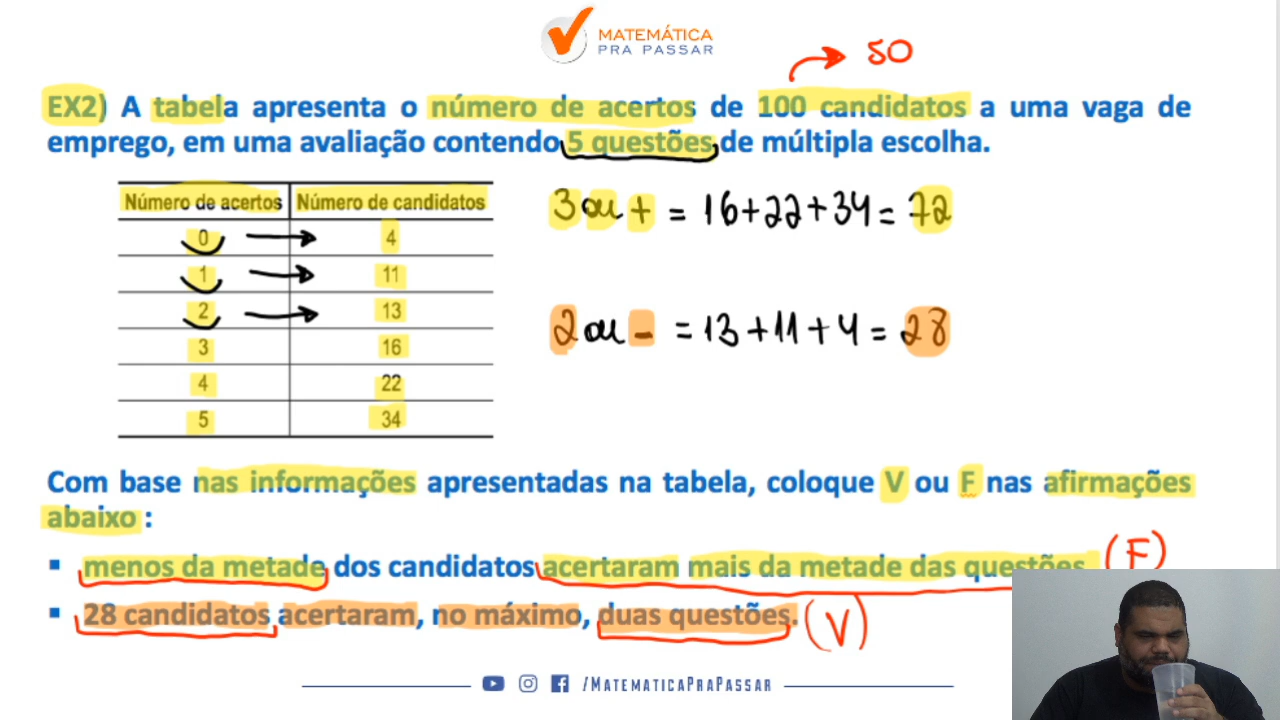 MATEMÁTICA
PRA PASSAR
50
EX2) A tabela apresenta o número de acertos de 100 candidatos a uma vaga de
emprego, em uma avaliação contendo 5 questões de múltipla escolha.
Número de acertos Número de candidatos
0 4
1 11
2 13
3 16
4 22
5 34
3 ou + = 16+22+34 = 72
2 ou - = 13+11+4 = 28
Com base nas informações apresentadas na tabela, coloque V ou F nas afirmações
abaixo :
▪ menos da metade dos candidatos acertaram mais da metade das questões (F)
▪ 28 candidatos acertaram, no máximo, duas questões. (V)
/MATEMATICAPRAPASSAR